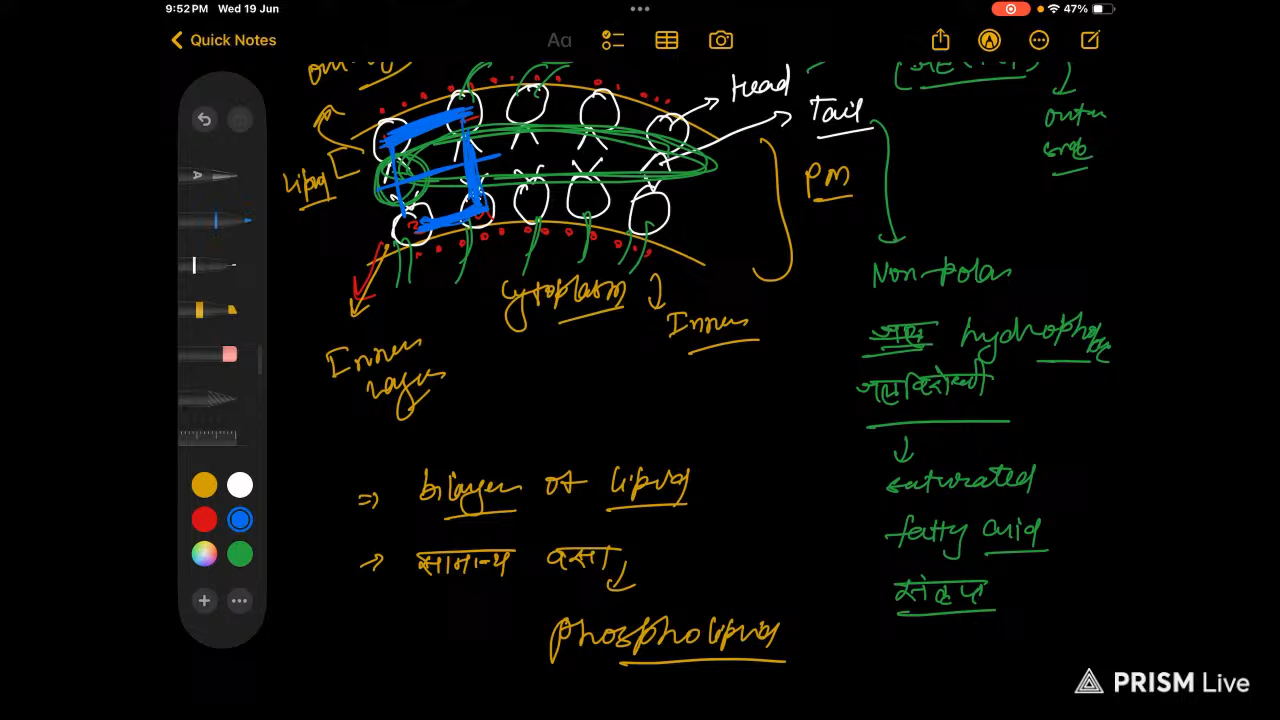 9:52 PM Wed 19 Jun
47%
Quick Notes
Aa
Head
Tail
outer
Lipid
PM
Non-polar
Cytoplasm
Inner
hydrophobic
Inner
layer
जलविरोधी
⇒ bilayer of lipid
saturated
fatty acid
→ सामान्य वसा
phospholipid
PRISM Live